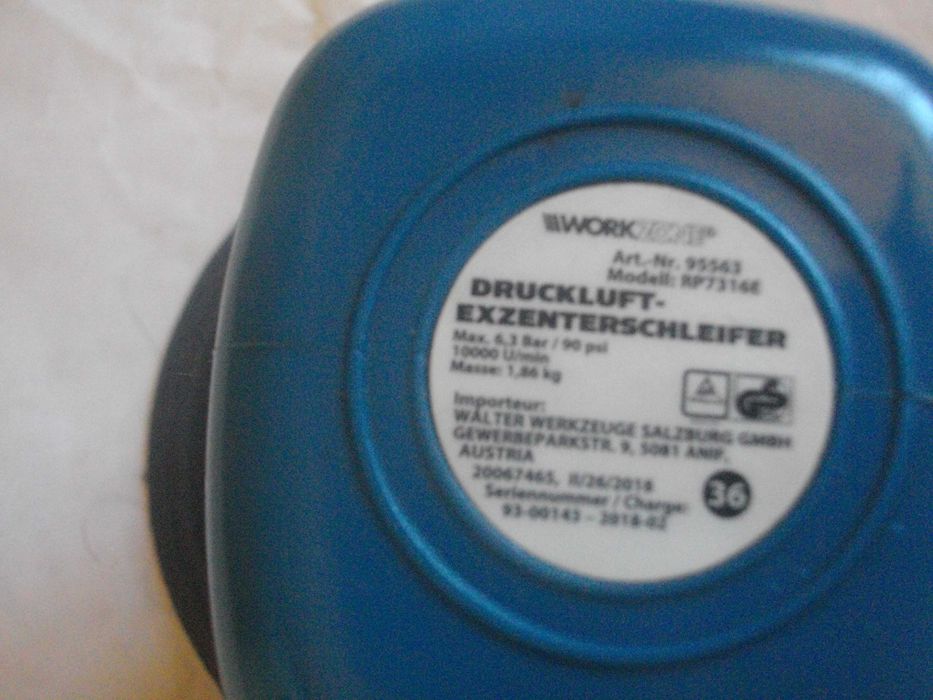 WORKZONE®
Art.-Nr. 95563
Modell: RP7316E
DRUCKLUFT-
EXZENTERSCHLEIFER
Max. 6,3 Bar / 90 psi
10000 U/min
Masse: 1,86 kg
Importeur:
WALTER WERKZEUGE SALZBURG GMBH
GEWERBEPARKSTR. 9, 5081 ANIF,
AUSTRIA
20067465, II/26/2018
Seriennummer / Charge:
93-00143 – 2018-02
36